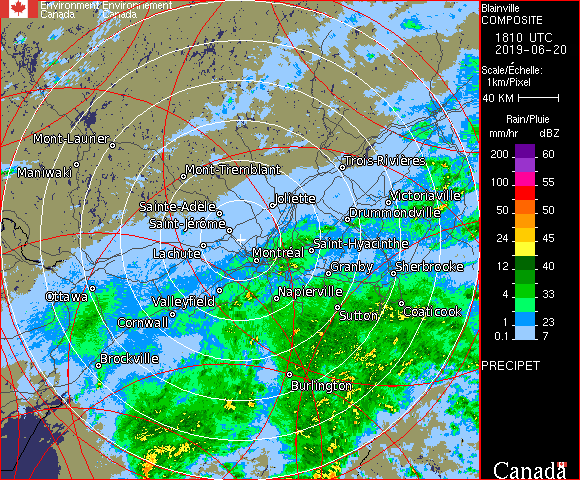 Environment Environnement
Canada Canada
Blainville
COMPOSITE
1810 UTC
2019-06-20
Scale/Échelle:
1km/Pixel
40 KM
Rain/Pluie
mm/hr dBZ
200 60
100 55
50 50
24 45
12 40
4 33
1 23
0.1 7
PRECIPET
Canada
Mont-Laurier
Maniwaki
Mont-Tremblant
Trois-Rivières
Sainte-Adèle
Joliette
Victoriaville
Saint-Jérôme
Drummondville
Lachute
Montréal
Saint-Hyacinthe
Granby
Sherbrooke
Ottawa
Valleyfield
Napierville
Cornwall
Sutton
Coaticook
Brockville
Burlington